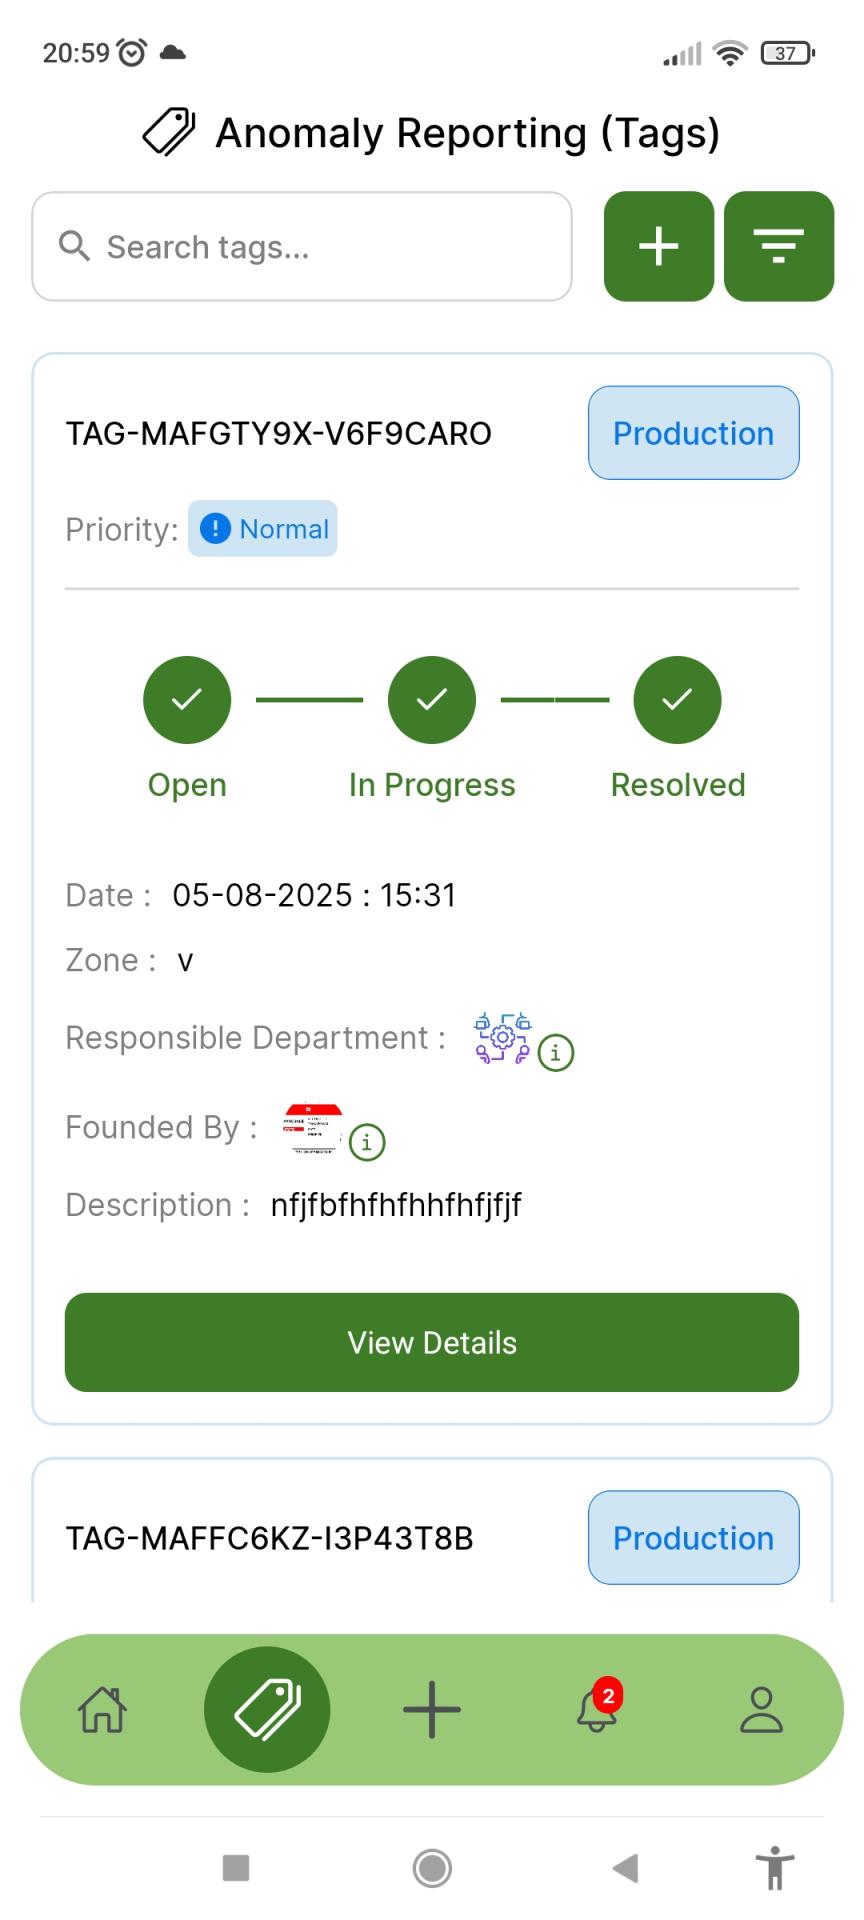 20:59
37
Anomaly Reporting (Tags)
Search tags...
TAG-MAFGTY9X-V6F9CARO
Production
Priority: Normal
Open In Progress Resolved
Date : 05-08-2025 : 15:31
Zone : v
Responsible Department :
Founded By :
Description : nfjfbfhfhfhhfhfjfjf
View Details
TAG-MAFFC6KZ-I3P43T8B
Production
2